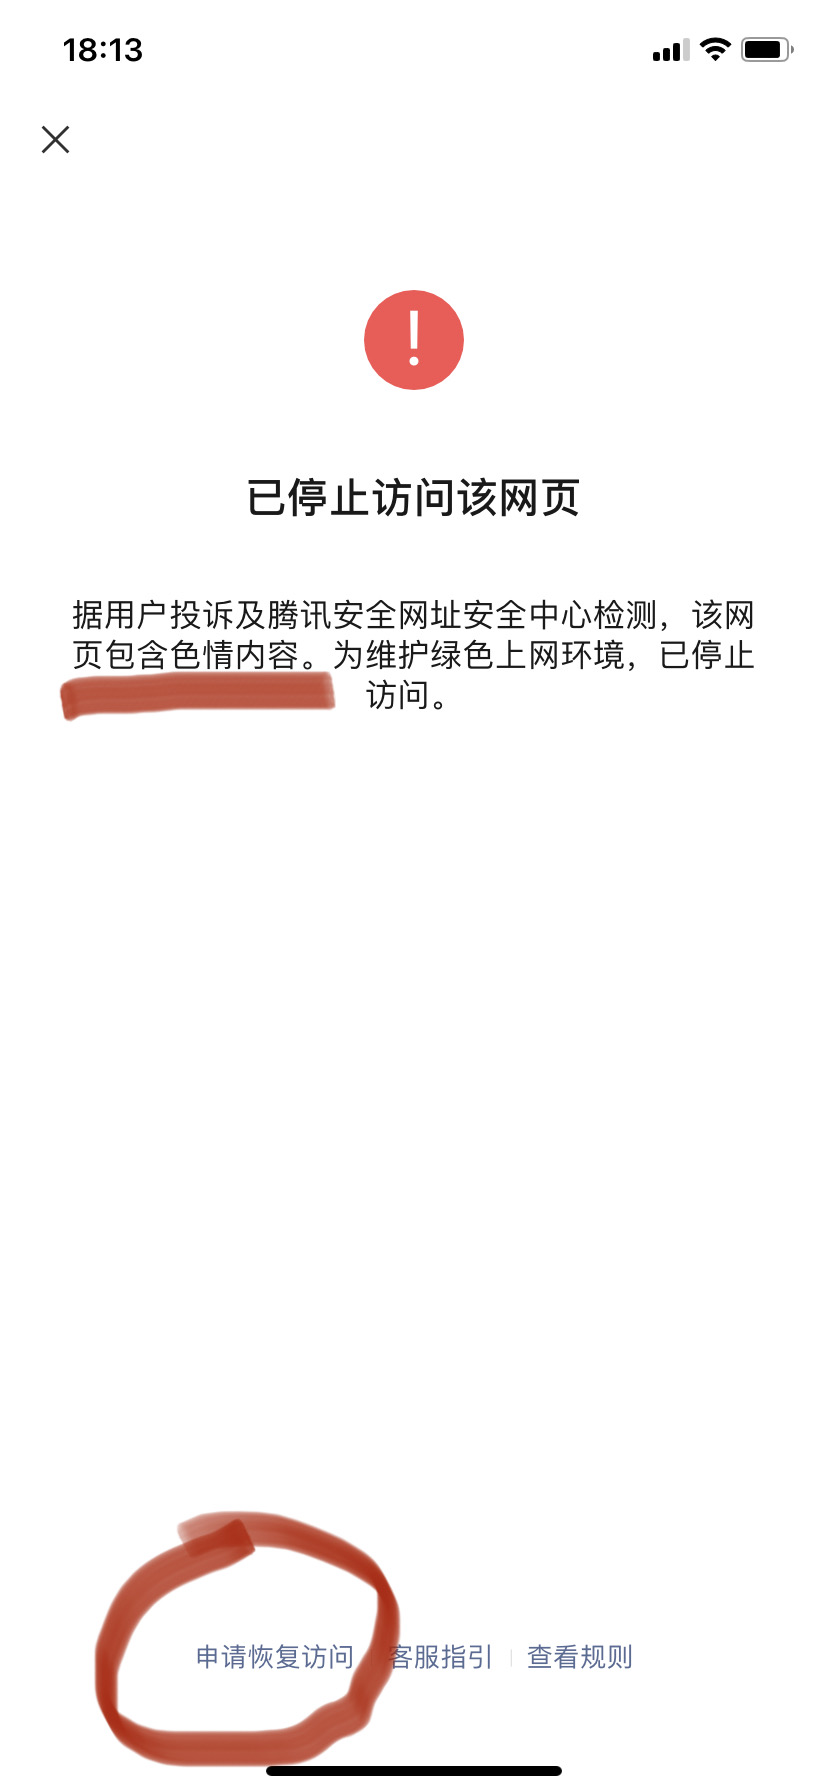 18:13
已停止访问该网页
据用户投诉及腾讯安全网址安全中心检测，该网
页包含色情内容。为维护绿色上网环境，已停止
访问。
申请恢复访问 客服指引 查看规则